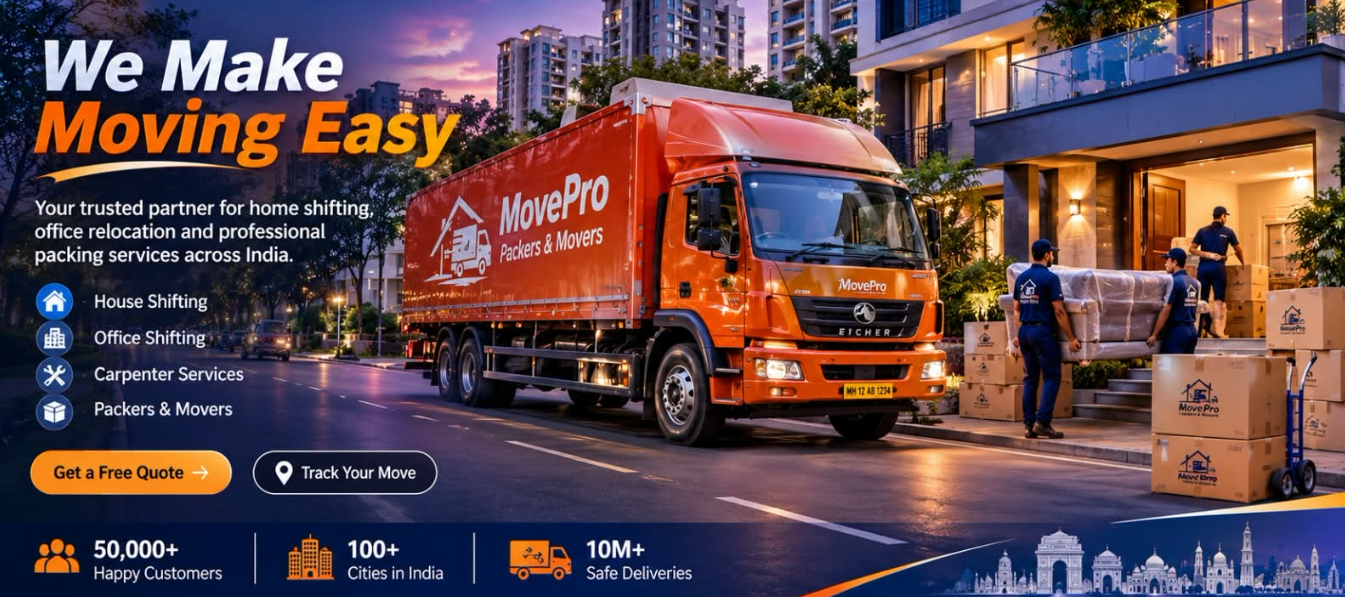 We Make
Moving Easy
Your trusted partner for home shifting,
office relocation and professional
packing services across India.
House Shifting
Office Shifting
Carpenter Services
Packers & Movers
Get a Free Quote →
Track Your Move
MovePro
Packers & Movers
MovePro
EICHER
MH 12 AB 1234
MovePro
50,000+
Happy Customers
100+
Cities in India
10M+
Safe Deliveries